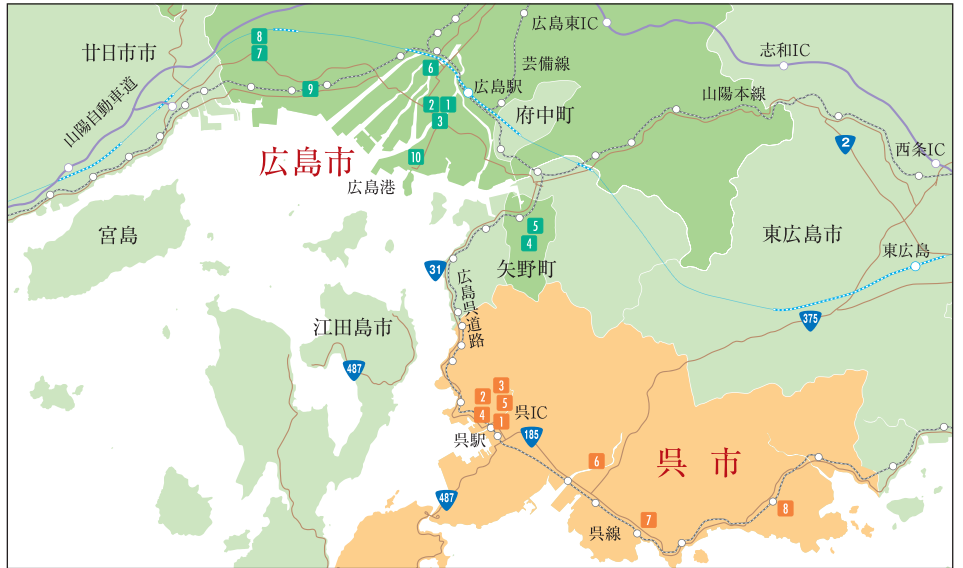 広島東IC
廿日市市
8
7
志和IC
芸備線
6
山陽自動車道
9
広島駅
山陽本線
2 1
3
府中町
2
西条IC
広島市
10
広島港
宮島
5
4
東広島市
東広島
矢野町
31
広島呉道路
江田島市
375
487
3
2
5
4
1
呉IC
呉駅
185
呉市
6
487
7
8
呉線